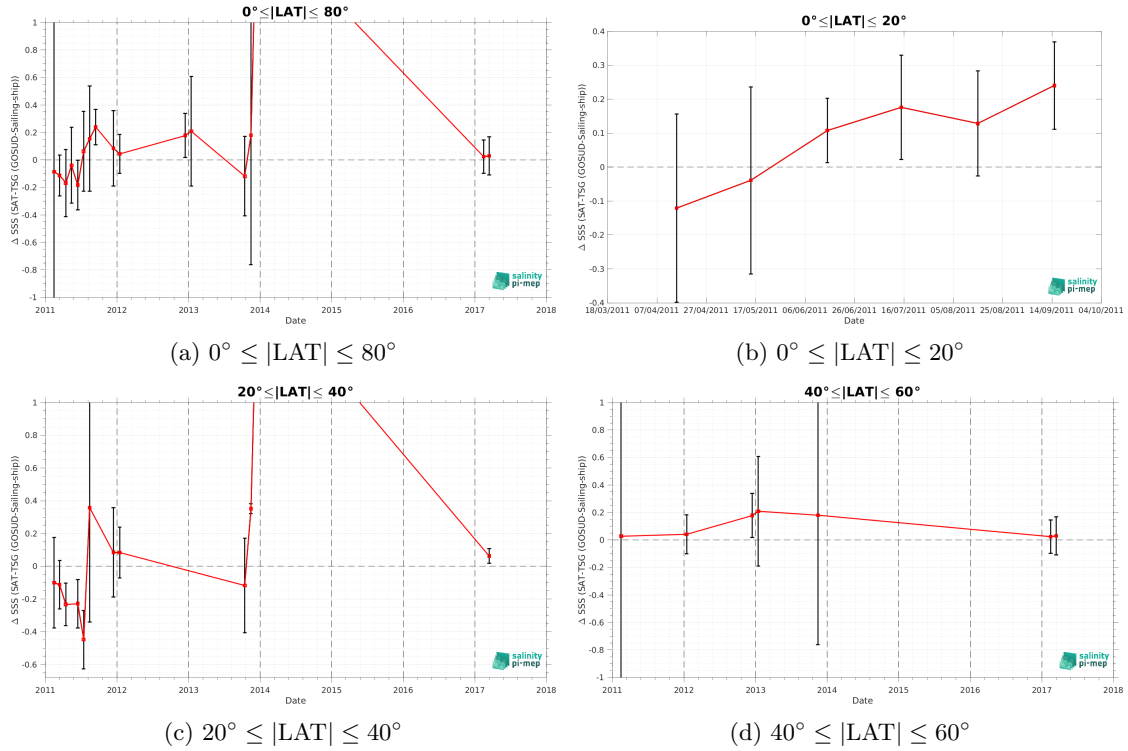 0°≤|LAT|≤ 80°
Δ SSS (SAT-TSG (GOSUD-Sailing-ship))
1
0.8
0.6
0.4
0.2
0
-0.2
-0.4
-0.6
-0.8
-1
2011 2012 2013 2014 2015 2016 2017 2018
Date
salinity
pi-mep
(a) 0° ≤ |LAT| ≤ 80°
0°≤|LAT|≤ 20°
Δ SSS (SAT-TSG (GOSUD-Sailing-ship))
0.4
0.3
0.2
0.1
0
-0.1
-0.2
-0.3
-0.4
18/03/2011 07/04/2011 27/04/2011 17/05/2011 06/06/2011 26/06/2011 16/07/2011 05/08/2011 25/08/2011 14/09/2011 04/10/2011
Date
salinity
pi-mep
(b) 0° ≤ |LAT| ≤ 20°
20°≤|LAT|≤ 40°
Δ SSS (SAT-TSG (GOSUD-Sailing-ship))
1
0.8
0.6
0.4
0.2
0
-0.2
-0.4
-0.6
2011 2012 2013 2014 2015 2016 2017 2018
Date
salinity
pi-mep
(c) 20° ≤ |LAT| ≤ 40°
40°≤|LAT|≤ 60°
Δ SSS (SAT-TSG (GOSUD-Sailing-ship))
1
0.8
0.6
0.4
0.2
0
-0.2
-0.4
-0.6
-0.8
-1
2011 2012 2013 2014 2015 2016 2017 2018
Date
salinity
pi-mep
(d) 40° ≤ |LAT| ≤ 60°